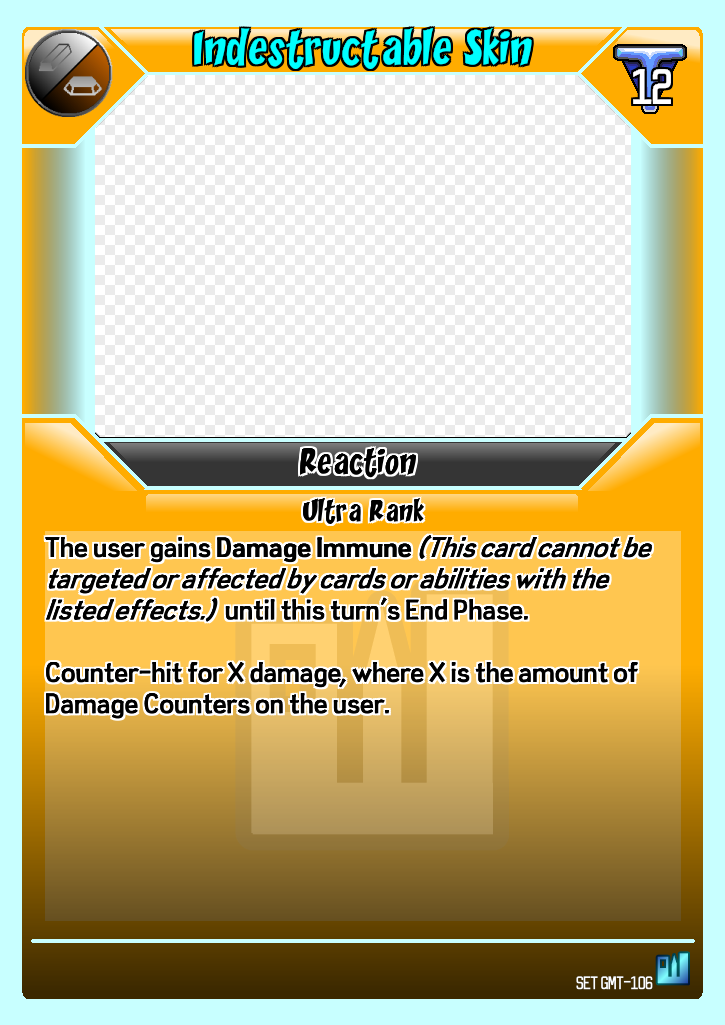 Indestructable Skin
12
Reaction
Ultra Rank
The user gains Damage Immune (This card cannot be
targeted or affected by cards or abilities with the
listed effects.) until this turn's End Phase.
Counter-hit for X damage, where X is the amount of
Damage Counters on the user.
SET GMT-106